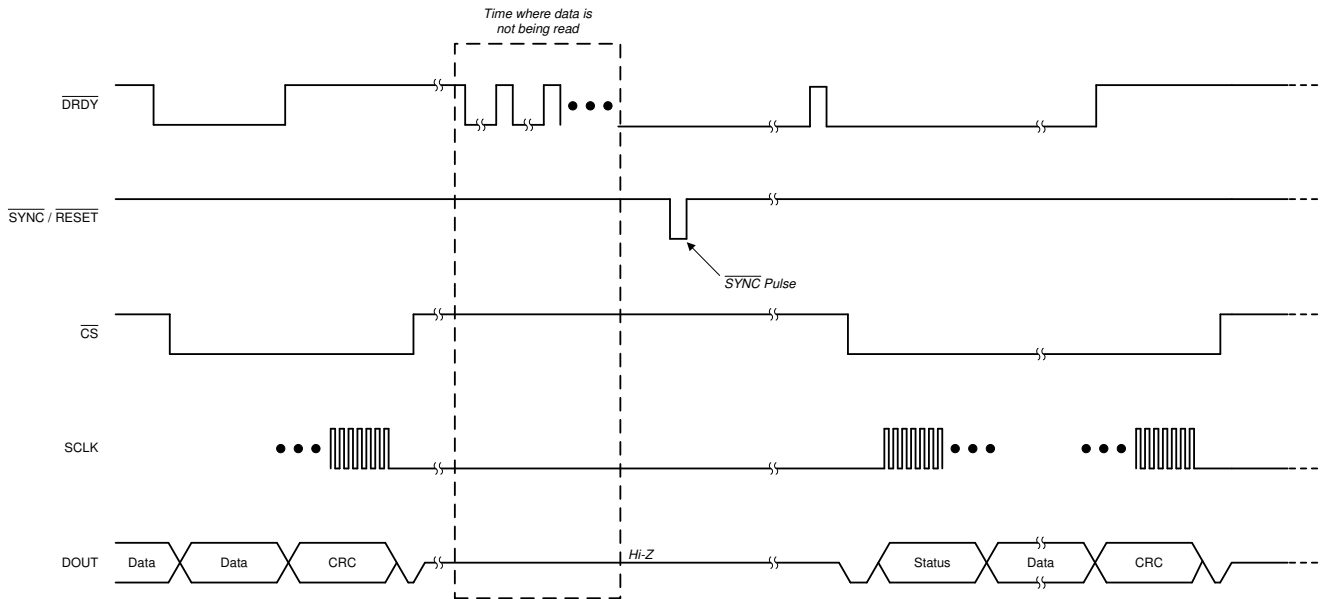 Time where data is
not being read
DRDY
SYNC / RESET
SYNC Pulse
CS
SCLK
DOUT
Data
Data
CRC
Hi-Z
Status
Data
CRC